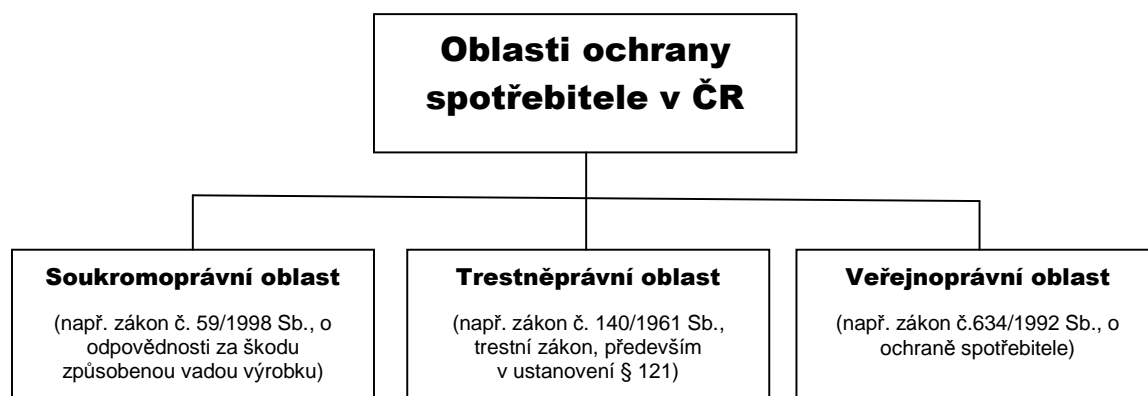 Oblasti ochrany
spotřebitele v ČR
Soukromoprávní oblast
(např. zákon č. 59/1998 Sb., o
odpovědnosti za škodu
způsobenou vadou výrobku)
Trestněprávní oblast
(např. zákon č. 140/1961 Sb.,
trestní zákon, především
v ustanovení § 121)
Veřejnoprávní oblast
(např. zákon č.634/1992 Sb., o
ochraně spotřebitele)